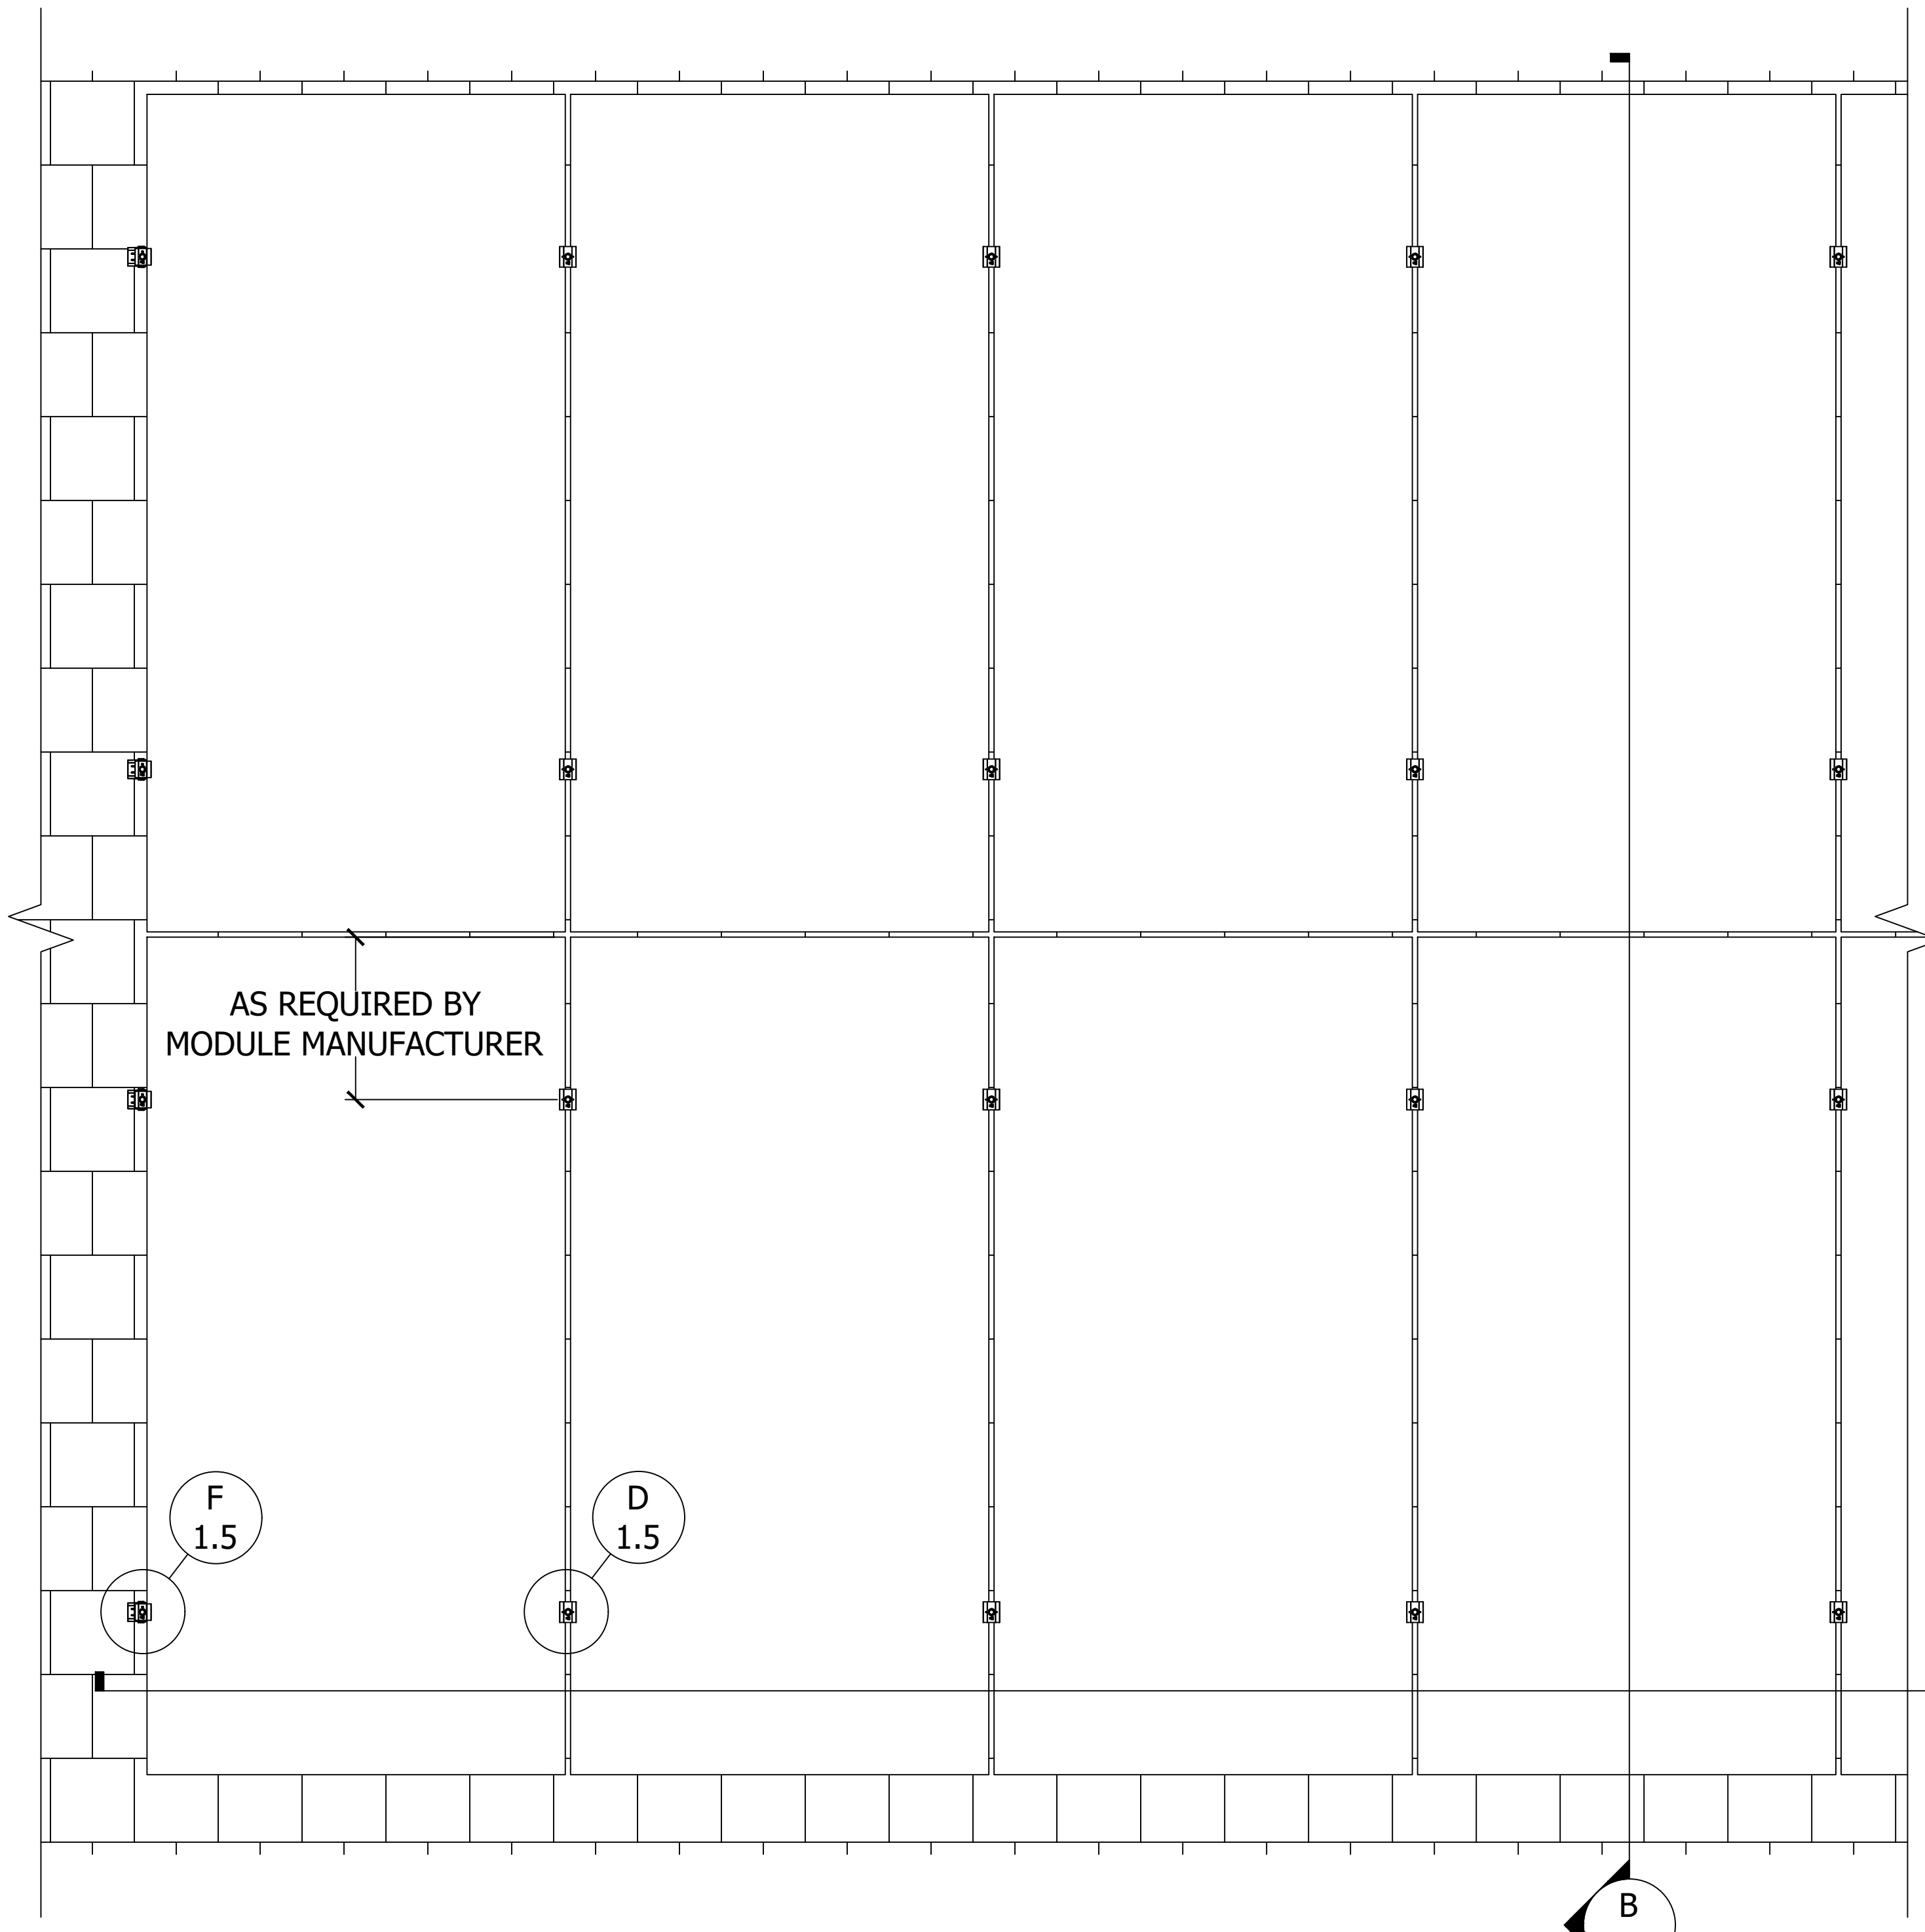 AS REQUIRED BY
MODULE MANUFACTURER
F
1.5
D
1.5
B